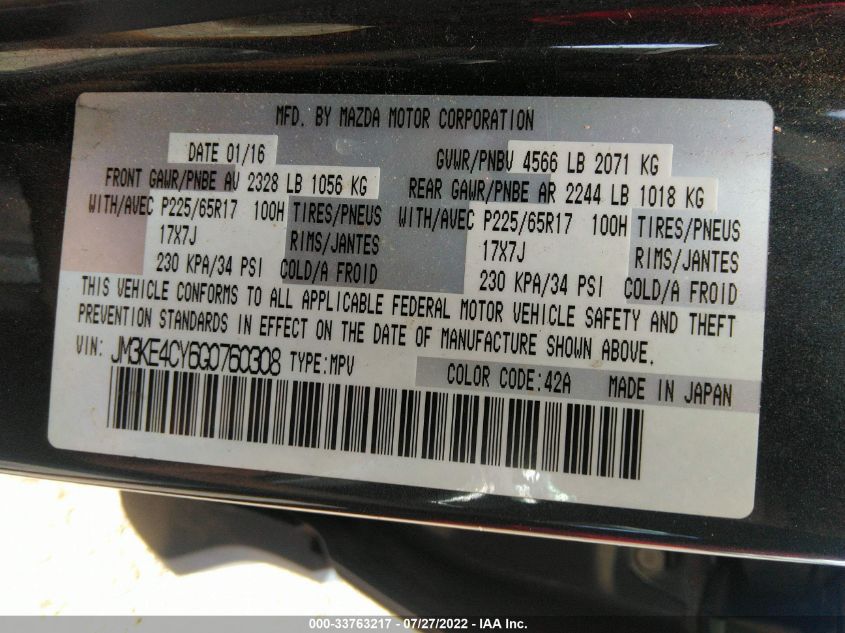 MFD. BY MAZDA MOTOR CORPORATION
DATE 01/16 GVWR/PNBV 4566 LB 2071 KG
FRONT GAWR/PNBE AV 2328 LB 1056 KG REAR GAWR/PNBE AR 2244 LB 1018 KG
WITH/AVEC P225/65R17 100H TIRES/PNEUS WITH/AVEC P225/65R17 100H TIRES/PNEUS
17X7J RIMS/JANTES 17X7J RIMS/JANTES
230 KPA/34 PSI COLD/A FROID 230 KPA/34 PSI COLD/A FROID
THIS VEHICLE CONFORMS TO ALL APPLICABLE FEDERAL MOTOR VEHICLE SAFETY AND THEFT
PREVENTION STANDARDS IN EFFECT ON THE DATE OF MANUFACTURE SHOWN ABOVE.
VIN: JM3KE4CY6G0760308 TYPE:MPV COLOR CODE:42A MADE IN JAPAN
000-33763217 - 07/27/2022 - IAA Inc.